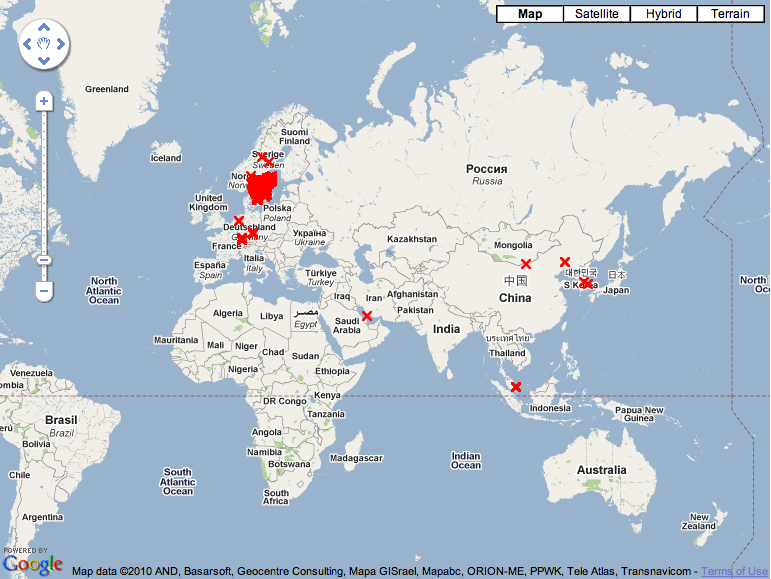 Map
Satellite
Hybrid
Terrain
Greenland
Iceland
Suomi
Finland
Sverige
Sweden
Россия
Russia
United
Kingdom
Polska
Poland
Deutschland
France
Україна
Ukraine
Kazakhstan
Mongolia
España
Spain
Italia
Italy
Türkiye
Turkey
中国
China
대한민국
S Korea
日本
Japan
North
Atlantic
Ocean
North
Iraq
Iran
Afghanistan
Pakistan
Algeria
Libya
مصر
Egypt
Saudi
Arabia
India
ประเทศไทย
Thailand
Mauritania
Mali
Niger
Chad
Sudan
Nigeria
Ethiopia
Venezuela
Kenya
DR Congo
Tanzania
Indonesia
Papua New
Guinea
Brasil
Brazil
Bolivia
Angola
Namibia
Botswana
Madagascar
Indian
Ocean
South
Atlantic
Ocean
Australia
Chile
South
Africa
Argentina
New
Zealand
POWERED BY
Google
Map data ©2010 AND, Basarsoft, Geocentre Consulting, Mapa GISrael, Mapabc, ORION-ME, PPWK, Tele Atlas, Transnavicom - Terms of Use